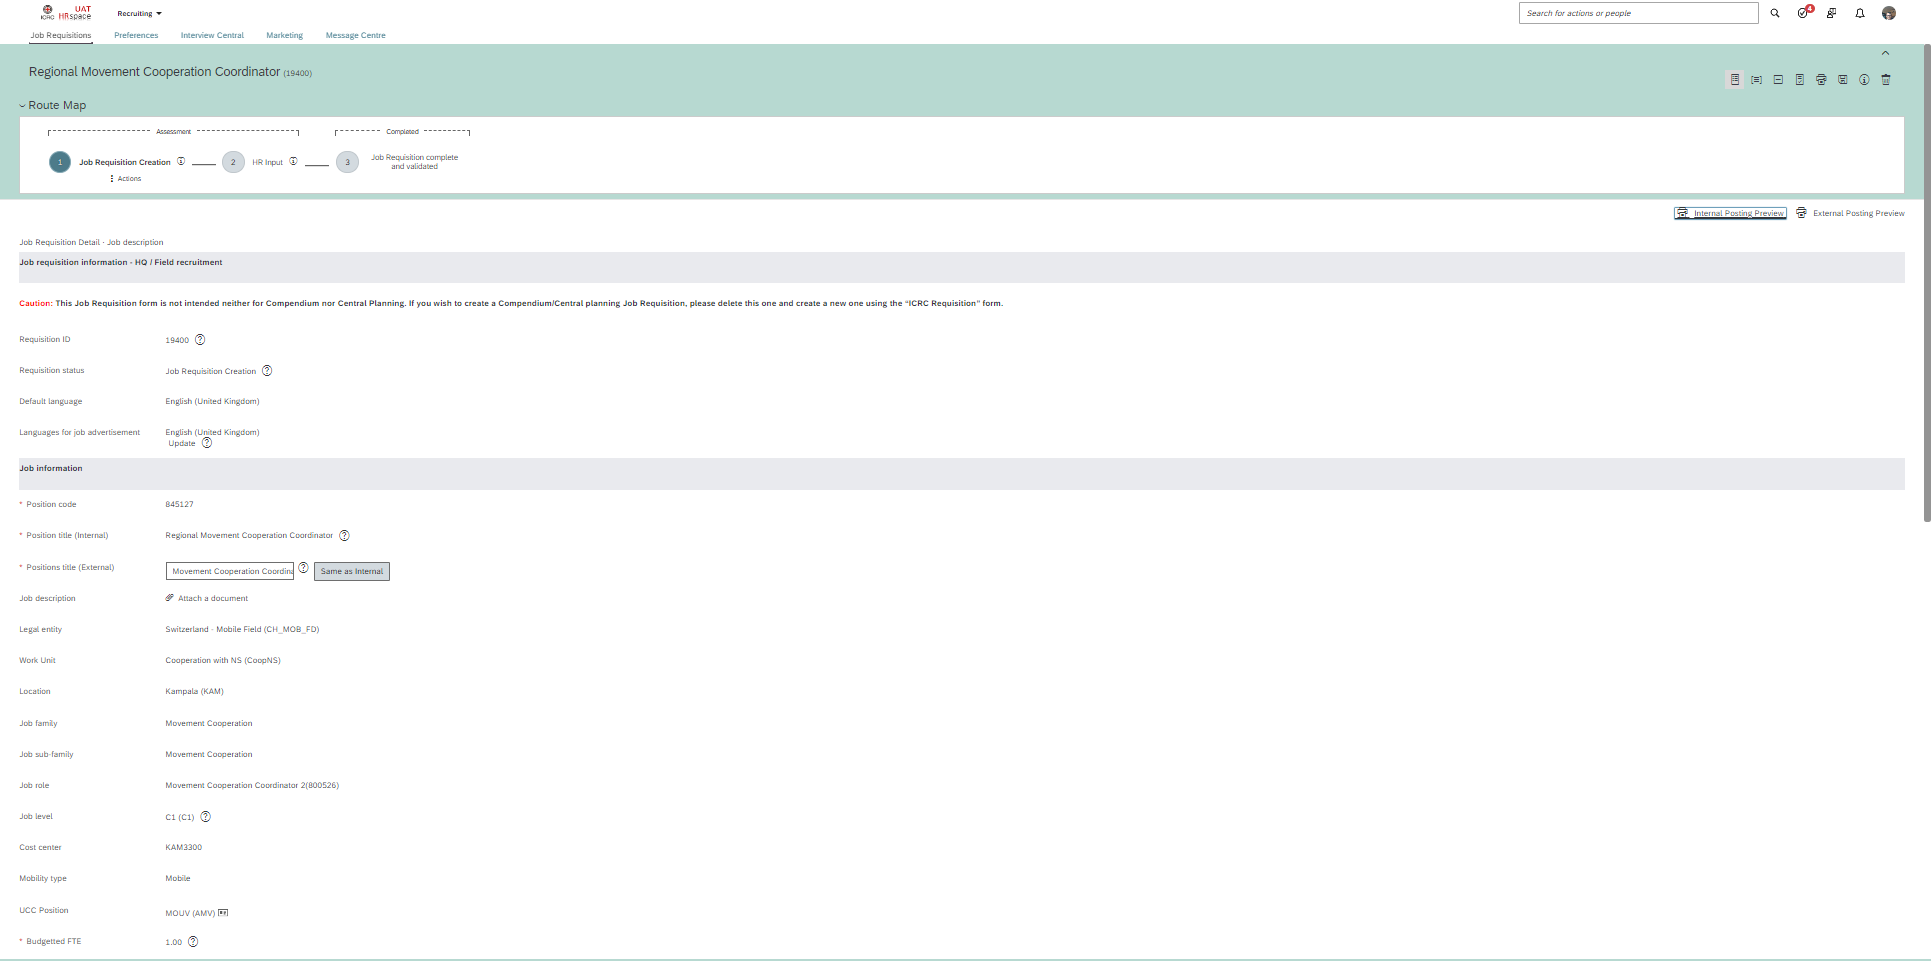 UAT
ICRC HRspace
Recruiting
Search for actions or people
4
Job Requisitions
Preferences
Interview Central
Marketing
Message Centre
Regional Movement Cooperation Coordinator (19400)
Route Map
Assessment
Completed
1 Job Requisition Creation
2 HR Input
3 Job Requisition complete
and validated
Actions
Internal Posting Preview
External Posting Preview
Job Requisition Detail - Job description
Job requisition information - HQ / Field recruitment
Caution: This Job Requisition form is not intended neither for Compendium nor Central Planning. If you wish to create a Compendium/Central planning Job Requisition, please delete this one and create a new one using the "ICRC Requisition" form.
Requisition ID 19400
Requisition status Job Requisition Creation
Default language English (United Kingdom)
Languages for job advertisement English (United Kingdom)
Update
Job information
* Position code 845127
* Position title (Internal) Regional Movement Cooperation Coordinator
* Positions title (External) Movement Cooperation Coordina Same as Internal
Job description Attach a document
Legal entity Switzerland - Mobile Field (CH_MOB_FD)
Work Unit Cooperation with NS (CoopNS)
Location Kampala (KAM)
Job family Movement Cooperation
Job sub-family Movement Cooperation
Job role Movement Cooperation Coordinator 2(800526)
Job level C1 (C1)
Cost center KAM3300
Mobility type Mobile
UCC Position MOUV (AMV)
* Budgetted FTE 1.00